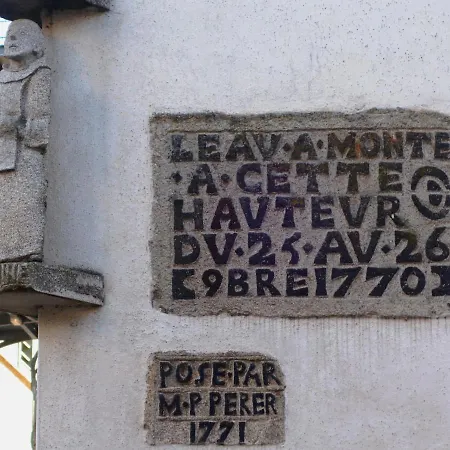 LEAV·A·MONTE
·A·CETTE
HAVTEVR
DV·25·AV·26
9BRE1770
POSE·PAR
M·P PERER
1771